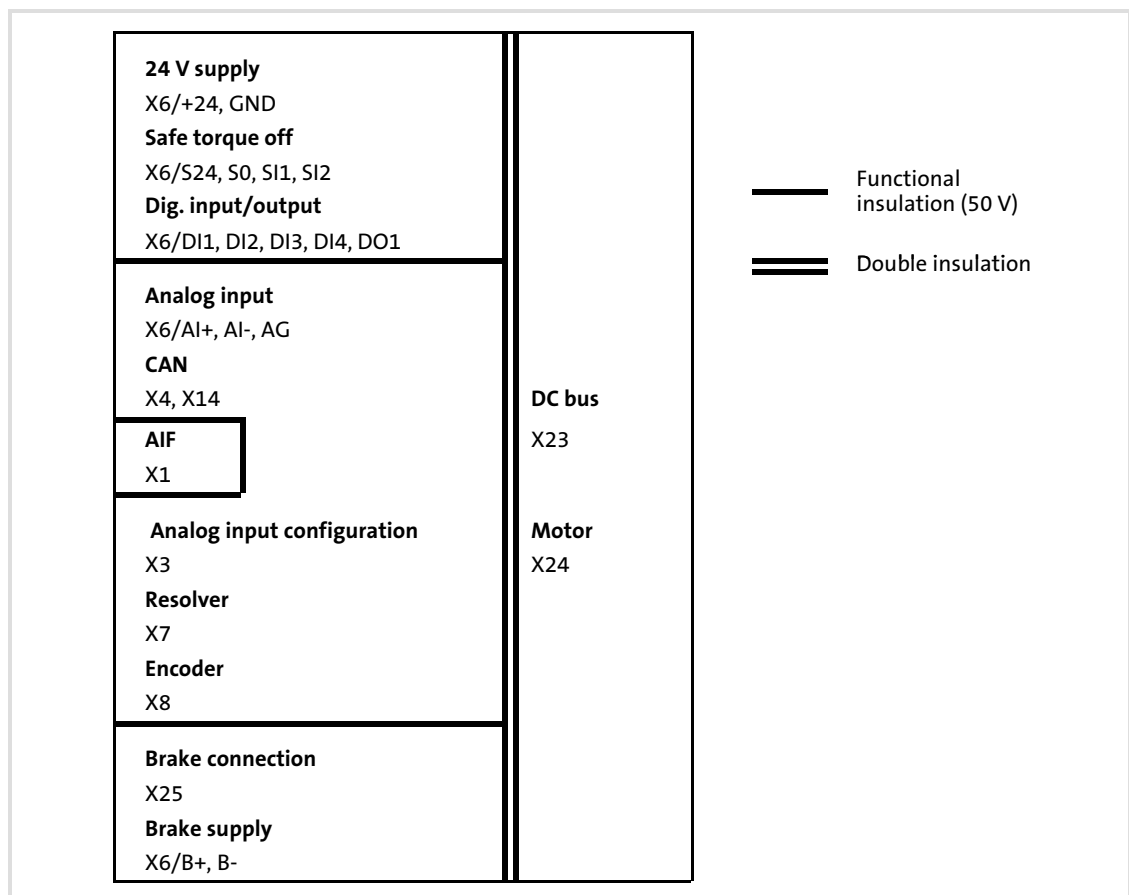 24 V supply
X6/+24, GND
Safe torque off
X6/S24, S0, SI1, SI2
Dig. input/output
X6/DI1, DI2, DI3, DI4, DO1
Analog input
X6/AI+, AI-, AG
CAN
X4, X14
AIF
X1
Analog input configuration
X3
Resolver
X7
Encoder
X8
Brake connection
X25
Brake supply
X6/B+, B-
DC bus
X23
Motor
X24
Functional
insulation (50 V)
Double insulation